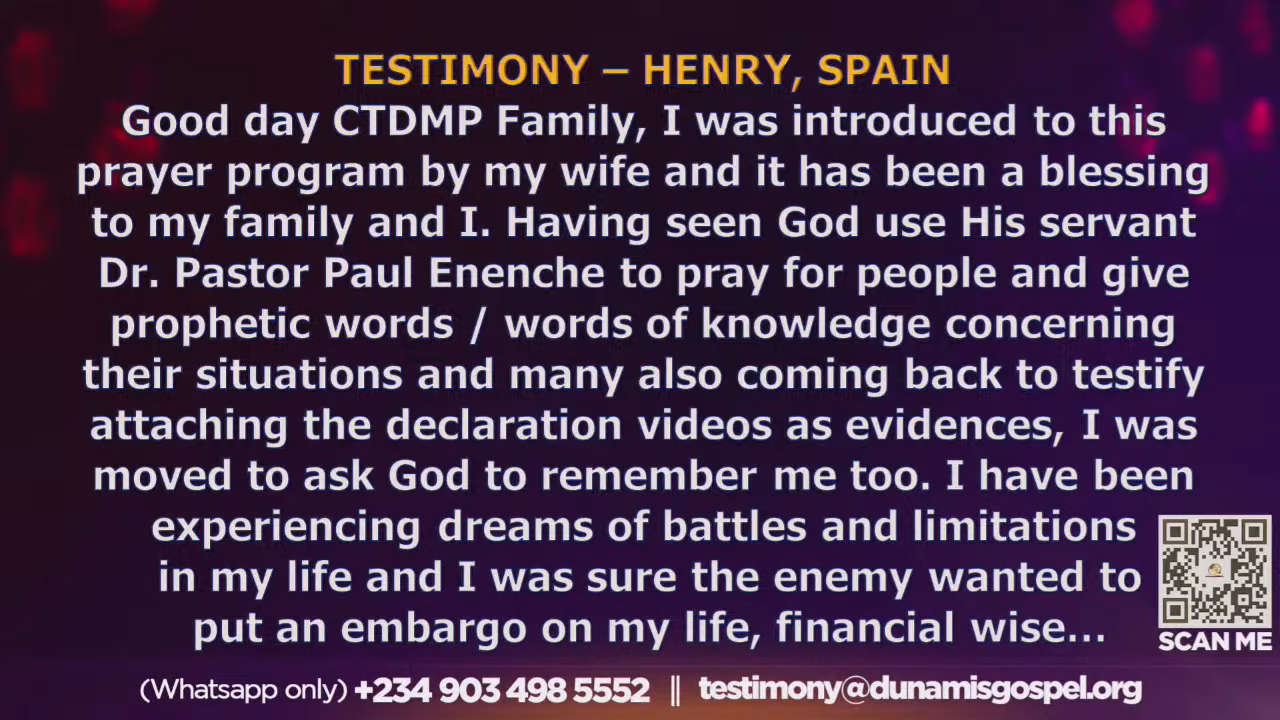 TESTIMONY – HENRY, SPAIN
Good day CTDMP Family, I was introduced to this
prayer program by my wife and it has been a blessing
to my family and I. Having seen God use His servant
Dr. Pastor Paul Enenche to pray for people and give
prophetic words / words of knowledge concerning
their situations and many also coming back to testify
attaching the declaration videos as evidences, I was
moved to ask God to remember me too. I have been
experiencing dreams of battles and limitations
in my life and I was sure the enemy wanted to
put an embargo on my life, financial wise...
SCAN ME
(Whatsapp only) +234 903 498 5552 || testimony@dunamisgospel.org